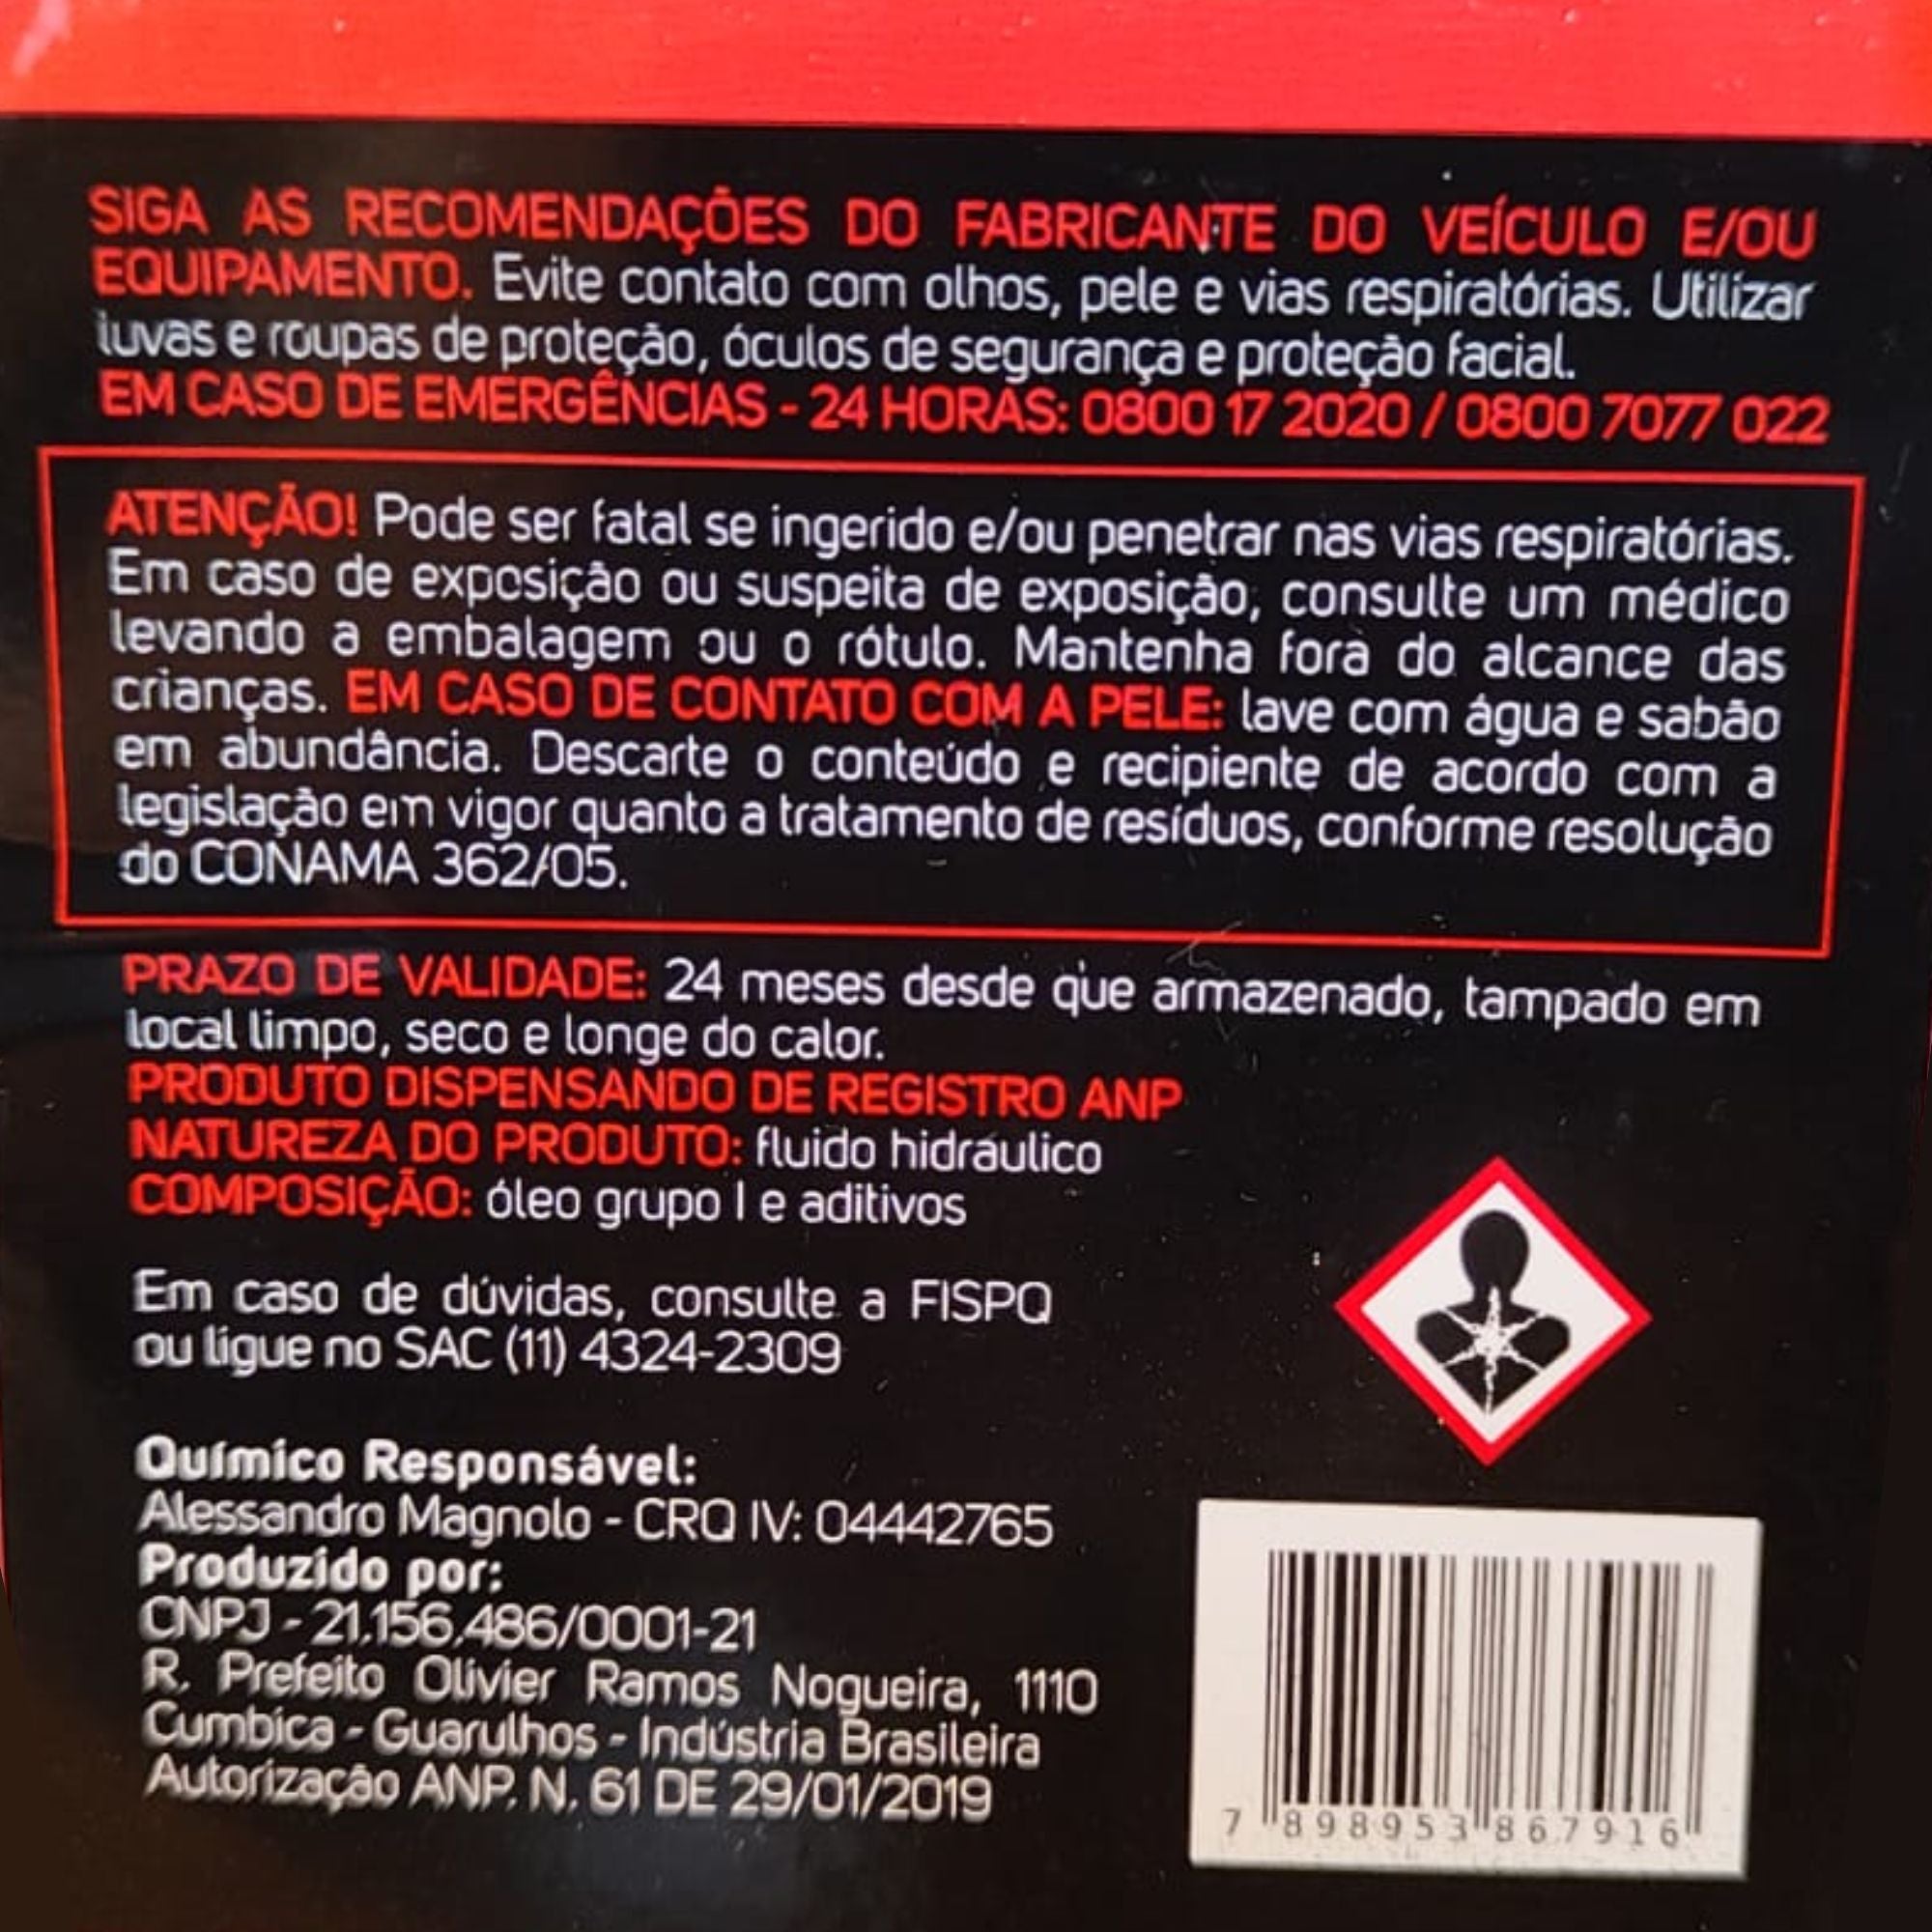 SIGA AS RECOMENDAÇÕES DO FABRICANTE DO VEÍCULO E/OU
EQUIPAMENTO. Evite contato com olhos, pele e vias respiratórias. Utilizar
luvas e roupas de proteção, óculos de segurança e proteção facial.
EM CASO DE EMERGÊNCIAS - 24 HORAS: 0800 17 2020 / 0800 7077 022
ATENÇÃO! Pode ser fatal se ingerido e/ou penetrar nas vias respiratórias.
Em caso de exposição ou suspeita de exposição, consulte um médico
levando a embalagem ou o rótulo. Mantenha fora do alcance das
crianças. EM CASO DE CONTATO COM A PELE: lave com água e sabão
em abundância. Descarte o conteúdo e recipiente de acordo com a
legislação em vigor quanto a tratamento de resíduos, conforme resolução
do CONAMA 362/05.
PRAZO DE VALIDADE: 24 meses desde que armazenado, tampado em
local limpo, seco e longe do calor.
PRODUTO DISPENSANDO DE REGISTRO ANP
NATUREZA DO PRODUTO: fluido hidráulico
COMPOSIÇÃO: óleo grupo I e aditivos
Em caso de dúvidas, consulte a FISPQ
ou ligue no SAC (11) 4324-2309
Químico Responsável:
Alessandro Magnolo - CRQ IV: 04442765
Produzido por:
CNPJ - 21.156.486/0001-21
R. Prefeito Olivier Ramos Nogueira, 1110
Cumbica - Guarulhos - Indústria Brasileira
Autorização ANP. N. 61 DE 29/01/2019
7 898953 867916